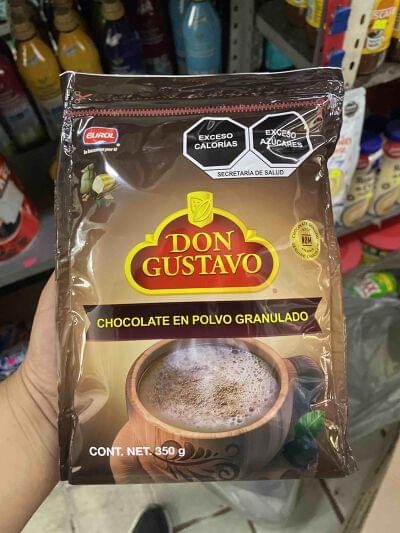 EUROL
EXCESO
CALORÍAS
EXCESO
AZÚCARES
SECRETARÍA DE SALUD
DON
GUSTAVO
CHOCOLATE EN POLVO GRANULADO
CONT. NET. 350 g